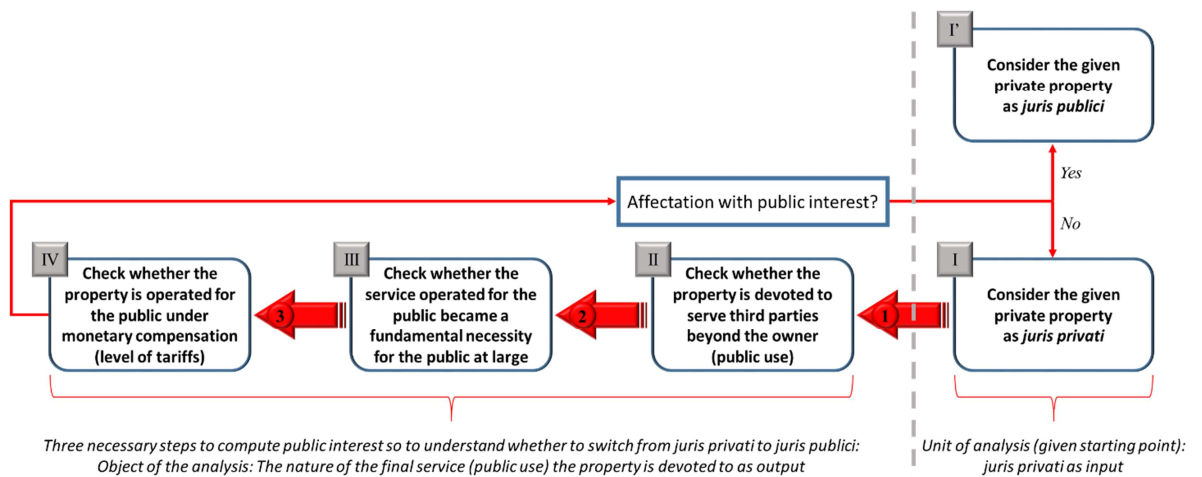 I'
Consider the given
private property
as juris publici
Yes
Affectation with public interest?
No
IV
Check whether the
property is operated for
the public under
monetary compensation
(level of tariffs)
3
III
Check whether the
service operated for the
public became a
fundamental necessity
for the public at large
2
II
Check whether the
property is devoted to
serve third parties
beyond the owner
(public use)
1
I
Consider the given
private property
as juris privati
Three necessary steps to compute public interest so to understand whether to switch from juris privati to juris publici:
Object of the analysis: The nature of the final service (public use) the property is devoted to as output
Unit of analysis (given starting point):
juris privati as input